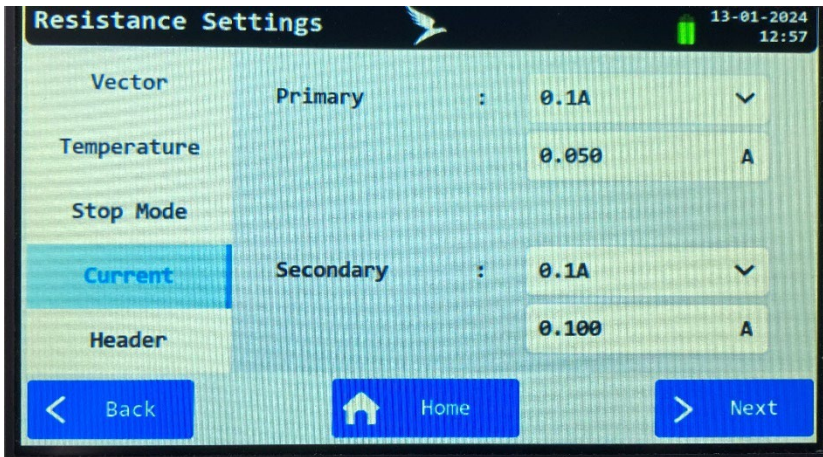 Resistance Settings
13-01-2024
12:57
Vector
Temperature
Stop Mode
Current
Header
Primary : 0.1A
0.050 A
Secondary : 0.1A
0.100 A
Back
Home
Next